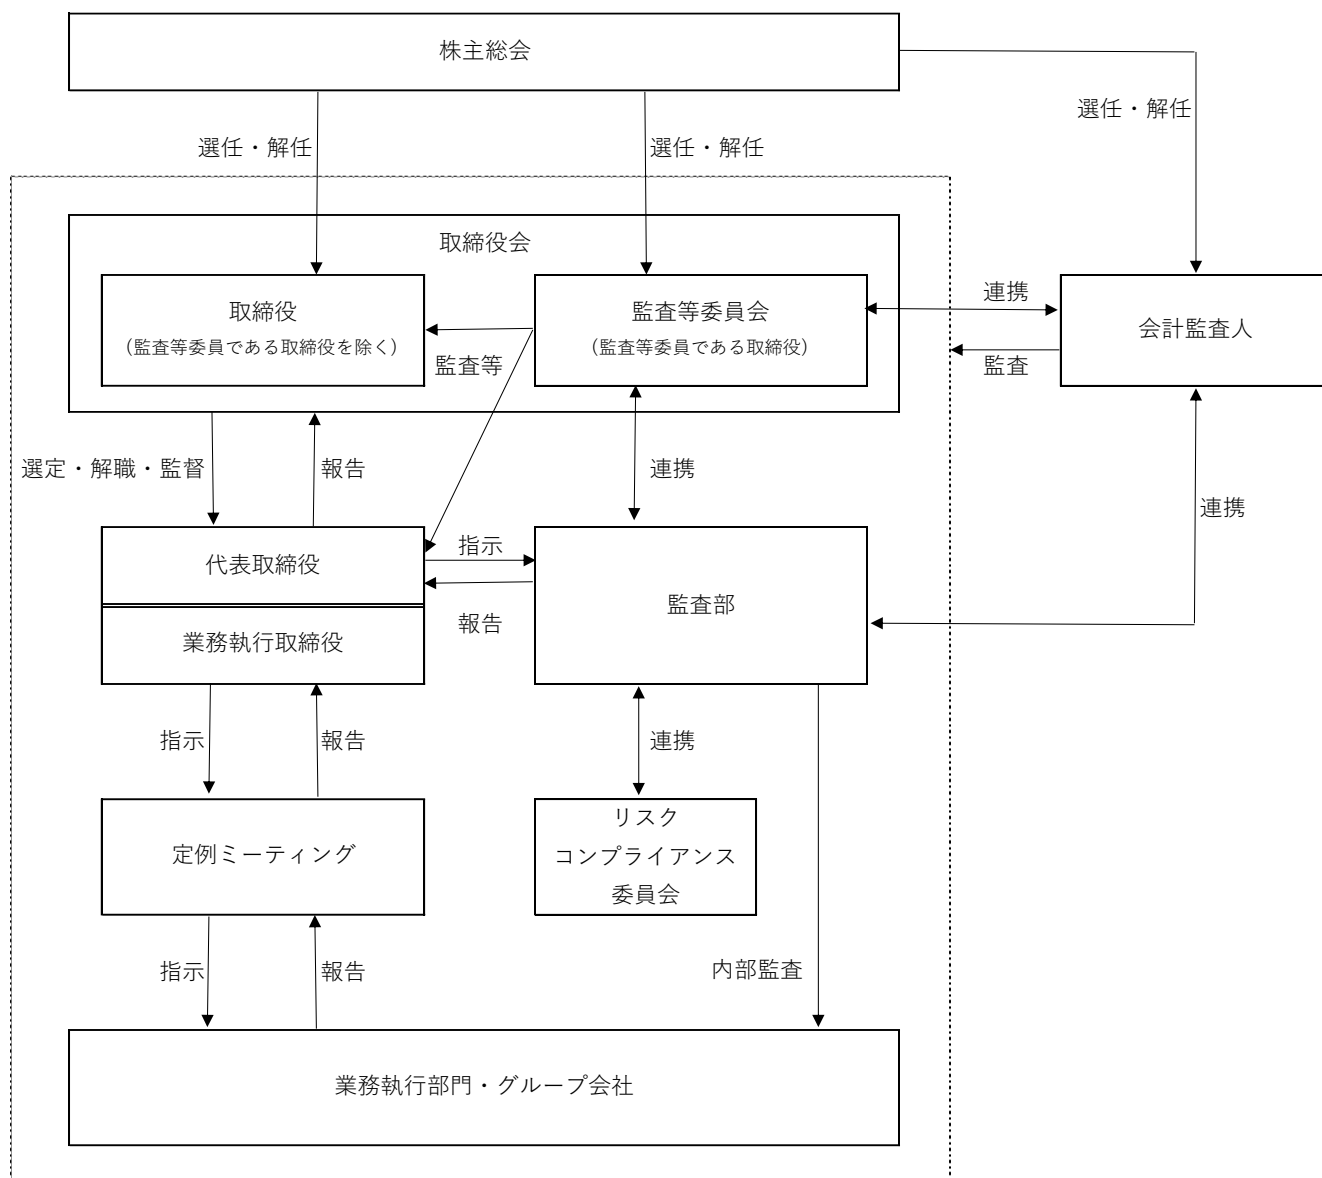 株主総会
選任・解任
選任・解任
選任・解任
取締役会
取締役
（監査等委員である取締役を除く）
監査等委員会
（監査等委員である取締役）
監査等
連携
監査
会計監査人
選定・解職・監督
報告
連携
連携
代表取締役
業務執行取締役
指示
報告
監査部
指示
報告
連携
定例ミーティング
リスク
コンプライアンス
委員会
指示
報告
内部監査
業務執行部門・グループ会社